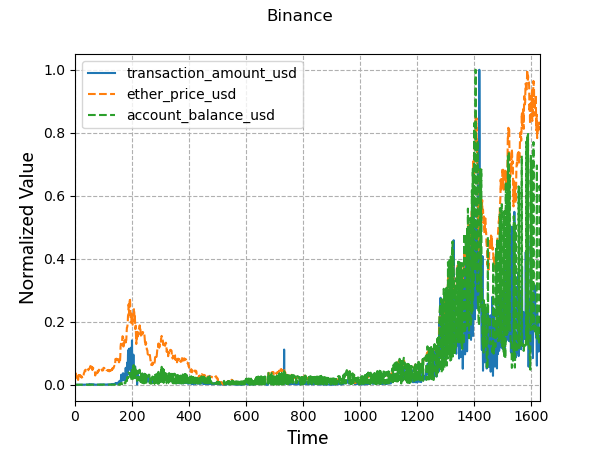 Binance
transaction_amount_usd
ether_price_usd
account_balance_usd
Normalized Value
1.0
0.8
0.6
0.4
0.2
0.0
0 200 400 600 800 1000 1200 1400 1600
Time